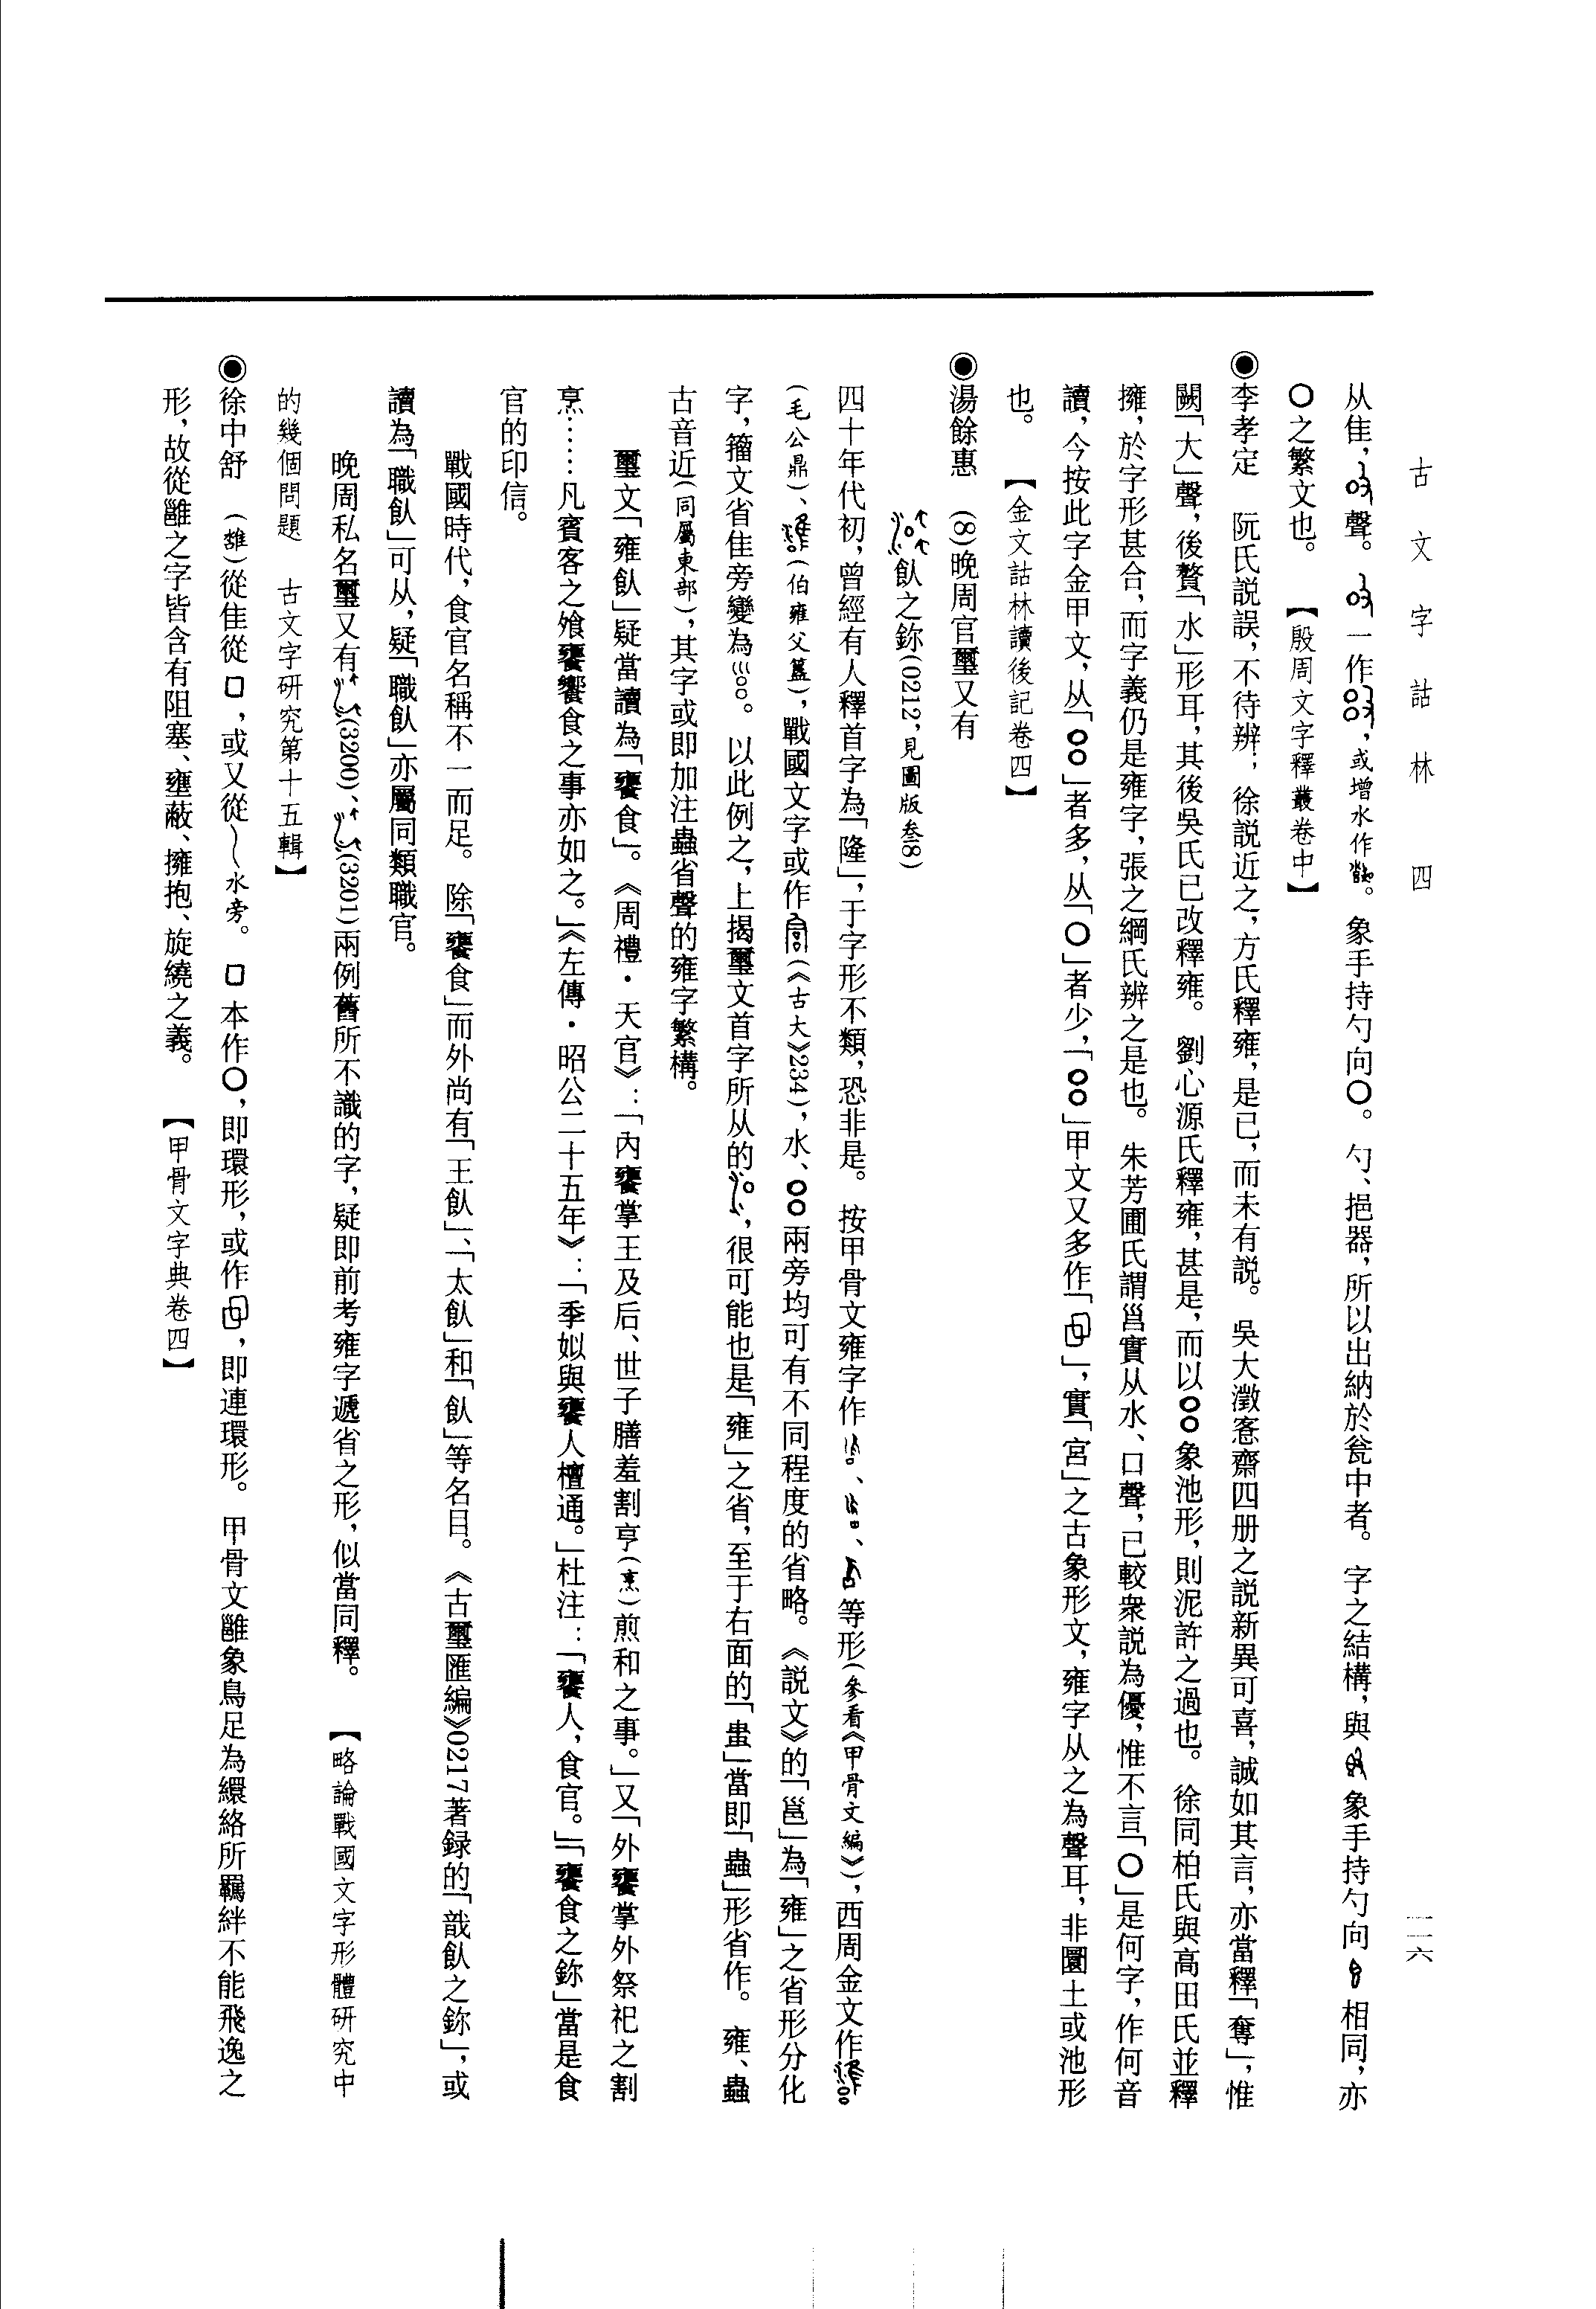 古文字詁林 四
一一六
从隹，聲。一作，或增水作。象手持勺向〇。勺、挹器，所以出納於瓮中者。字之結構，與象手持勺向相同，亦
〇之繁文也。【殷周文字釋叢卷中】
◉李孝定 阮氏説誤，不待辨；徐説近之，方氏釋雍，是已，而未有説。吳大澂愙齋四册之説新異可喜，誠如其言，亦當釋「奪」，惟
闕「大」聲，後贅「水」形耳，其後吳氏已改釋雍。劉心源氏釋雍，甚是，而以○○象池形，則泥許之過也。徐同柏氏與高田氏並釋
擁，於字形甚合，而字義仍是雍字，張之綱氏辨之是也。朱芳圃氏謂邕實从水、口聲，已較衆説為優，惟不言「〇」是何字，作何音
讀，今按此字金甲文，从「○○」者多，从「〇」者少，「○○」甲文又多作「」，實「宮」之古象形文，雍字从之為聲耳，非圜土或池形
也。【金文詁林讀後記卷四】
◉湯餘惠 (8)晚周官璽又有
飤之鉨(0212，見圖版叁8)
四十年代初，曾經有人釋首字為「隆」，于字形不類，恐非是。按甲骨文雍字作、、等形(參看《甲骨文編》)，西周金文作
(毛公鼎)、(伯雍父簋)，戰國文字或作(《古大》234)，水、○○兩旁均可有不同程度的省略。《説文》的「邕」為「雍」之省形分化
字，籀文省隹旁變為。以此例之，上揭璽文首字所从的，很可能也是「雍」之省，至于右面的「䖝」當即「蟲」形省作。雍、蟲
古音近(同屬東部)，其字或即加注蟲省聲的雍字繁構。
璽文「雍飤」疑當讀為「饔食」。《周禮·天官》：「內饔掌王及后、世子膳羞割亨(烹)煎和之事。」又「外饔掌外祭祀之割
烹……凡賓客之飧饔饗食之事亦如之。」《左傳·昭公二十五年》：「季姒與饔人檀通。」杜注：「饔人，食官。」「饔食之鉨」當是食
官的印信。
戰國時代，食官名稱不一而足。除「饔食」而外尚有「王飤」、「太飤」和「飤」等名目。《古璽匯編》0217著録的「戠飤之鉨」，或
讀為「職飤」可从，疑「職飤」亦屬同類職官。
晚周私名璽又有(3200)、(3201)兩例舊所不識的字，疑即前考雍字遞省之形，似當同釋。【略論戰國文字形體研究中
的幾個問題 古文字研究第十五輯】
◉徐中舒 (雝)從隹從口，或又從水旁。口本作〇，即環形，或作，即連環形。甲骨文雝象鳥足為繯絡所羈絆不能飛逸之
形，故從雝之字皆含有阻塞、壅蔽、擁抱、旋繞之義。【甲骨文字典卷四】